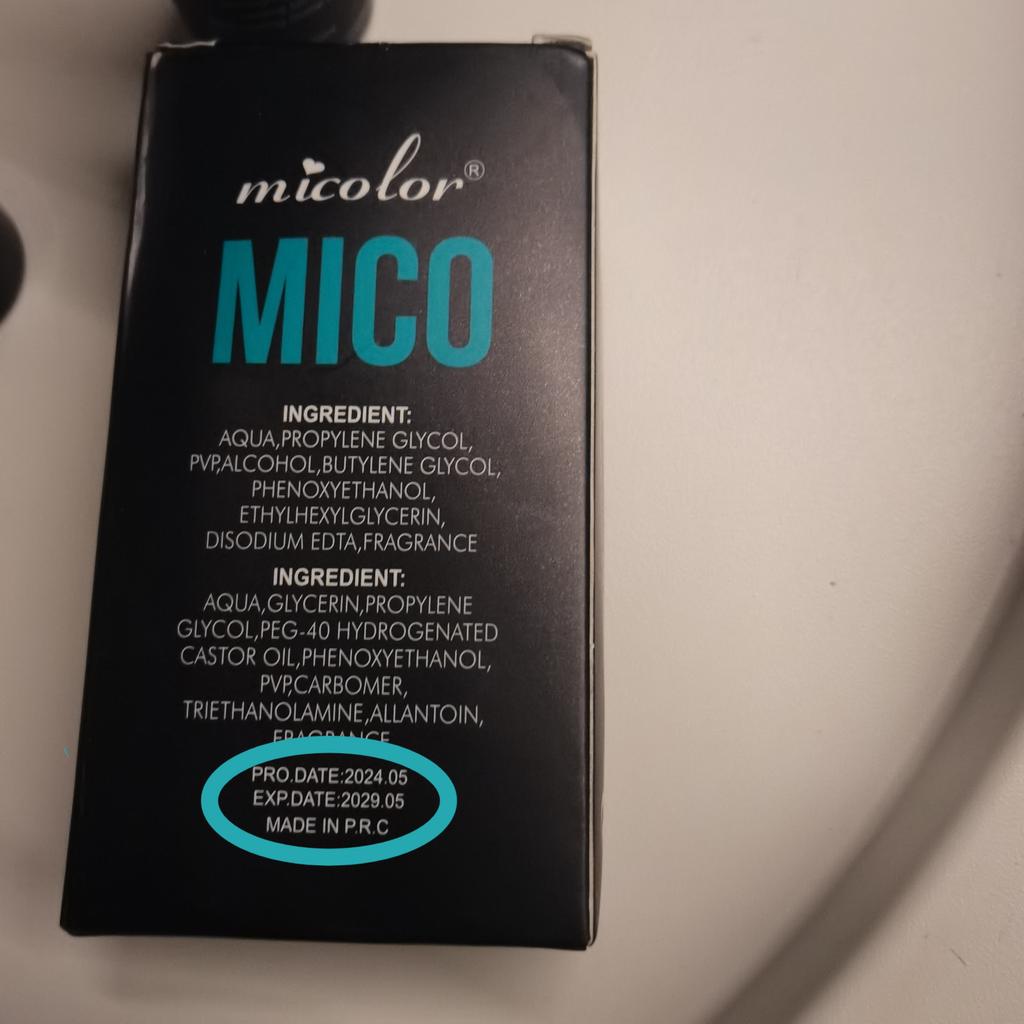 micolor®
MICO
INGREDIENT:
AQUA,PROPYLENE GLYCOL,
PVP,ALCOHOL,BUTYLENE GLYCOL,
PHENOXYETHANOL,
ETHYLHEXYLGLYCERIN,
DISODIUM EDTA,FRAGRANCE
INGREDIENT:
AQUA,GLYCERIN,PROPYLENE
GLYCOL,PEG-40 HYDROGENATED
CASTOR OIL,PHENOXYETHANOL,
PVP,CARBOMER,
TRIETHANOLAMINE,ALLANTOIN,
FRAGRANCE
PRO.DATE:2024.05
EXP.DATE:2029.05
MADE IN P.R.C